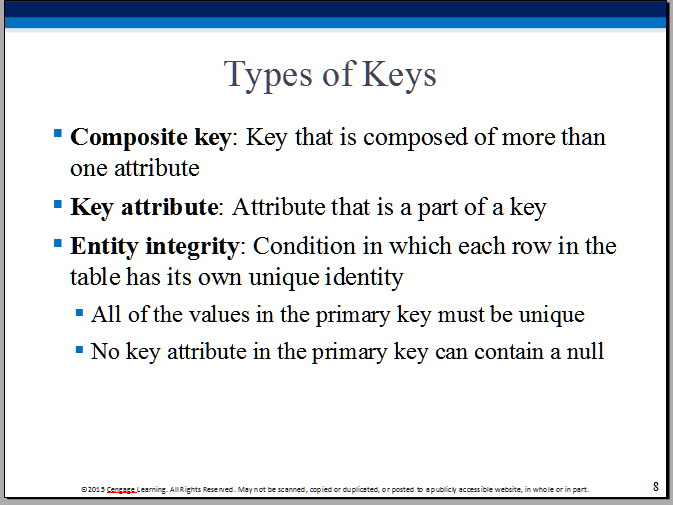 Types of Keys
▪ Composite key: Key that is composed of more than
one attribute
▪ Key attribute: Attribute that is a part of a key
▪ Entity integrity: Condition in which each row in the
table has its own unique identity
▪ All of the values in the primary key must be unique
▪ No key attribute in the primary key can contain a null
©2015 Cengage Learning. All Rights Reserved. May not be scanned, copied or duplicated, or posted to a publicly accessible website, in whole or in part.
8